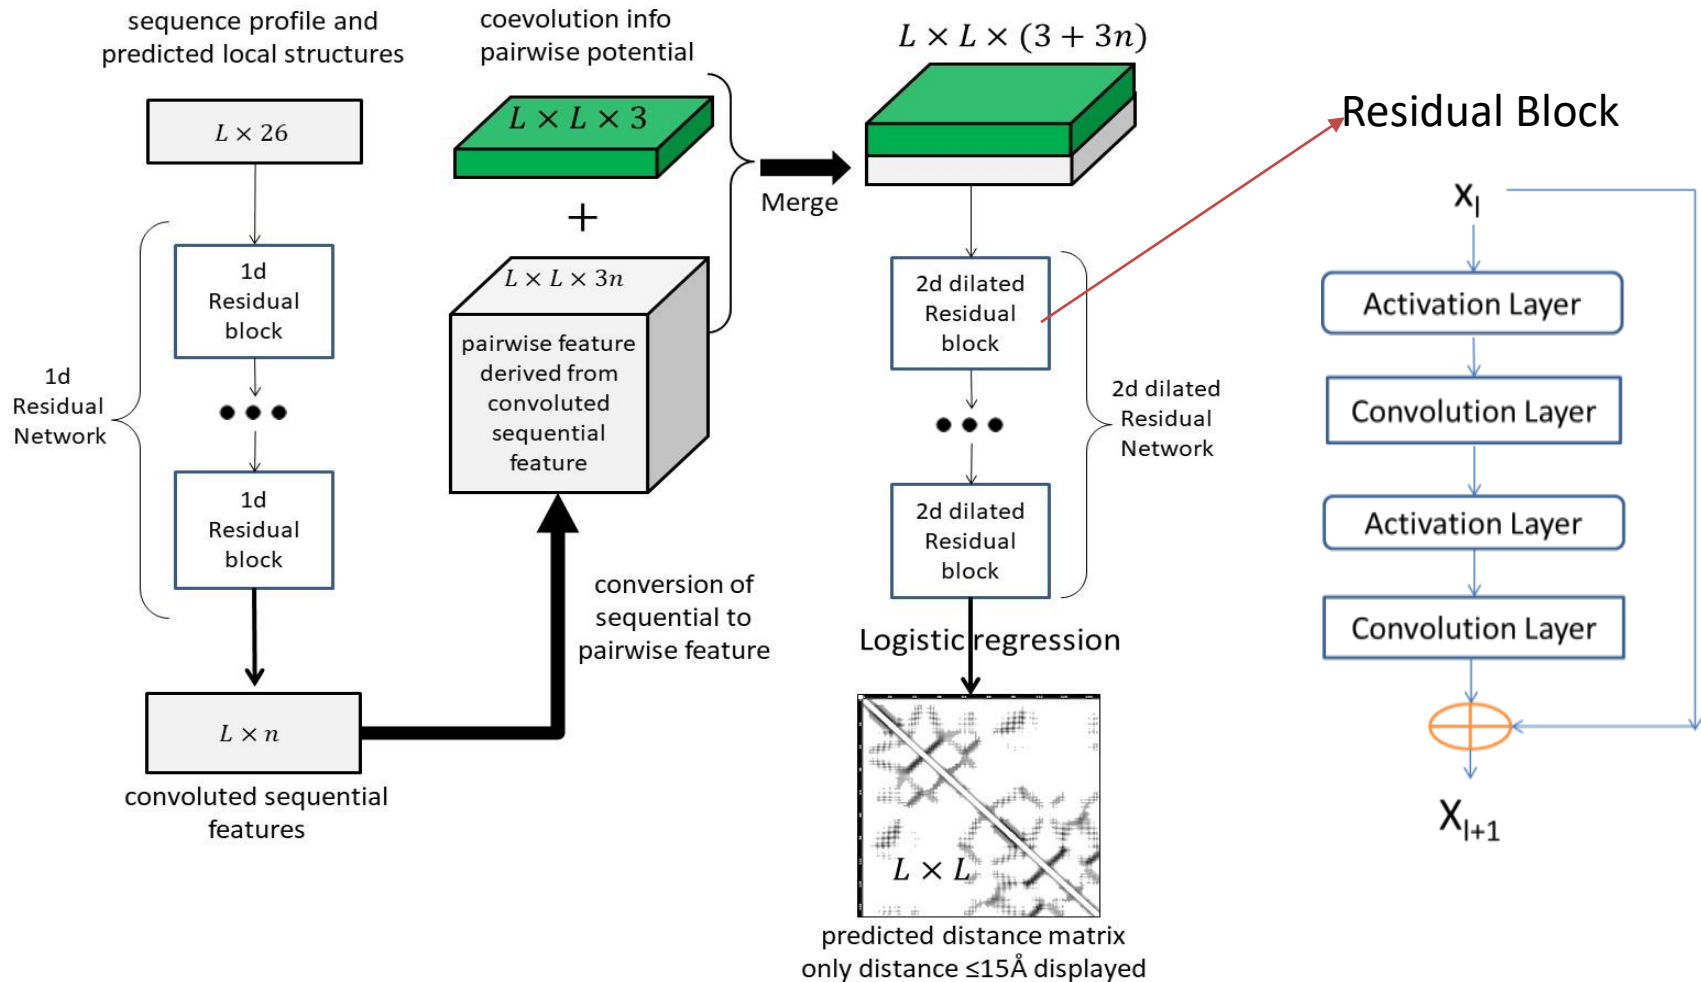 sequence profile and
predicted local structures
L × 26
1d
Residual
block
1d
Residual
Network
1d
Residual
block
L × n
convoluted sequential
features
coevolution info
pairwise potential
L × L × 3
+
L × L × 3n
pairwise feature
derived from
convoluted
sequential
feature
conversion of
sequential to
pairwise feature
Merge
L × L × (3 + 3n)
2d dilated
Residual
block
2d dilated
Residual
Network
2d dilated
Residual
block
Logistic regression
L × L
predicted distance matrix
only distance ≤15Å displayed
Residual Block
X_l
Activation Layer
Convolution Layer
Activation Layer
Convolution Layer
X_{l+1}